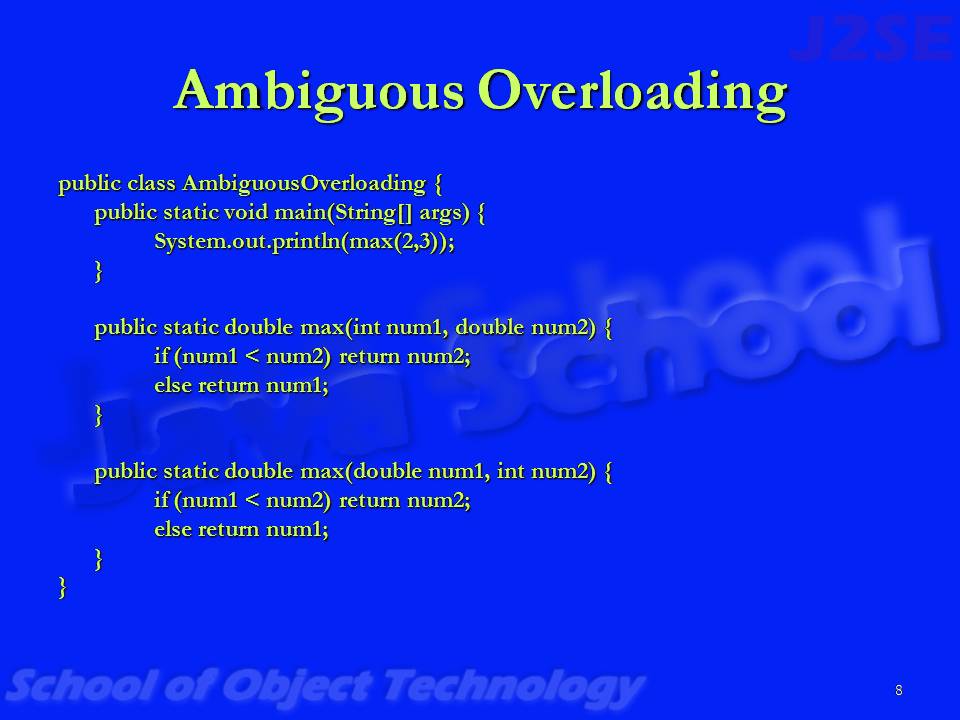 J2SE
Ambiguous Overloading
public class AmbiguousOverloading {
public static void main(String[] args) {
System.out.println(max(2,3));
}
public static double max(int num1, double num2) {
if (num1 < num2) return num2;
else return num1;
}
public static double max(double num1, int num2) {
if (num1 < num2) return num2;
else return num1;
}
}
Java School
School of Object Technology
8